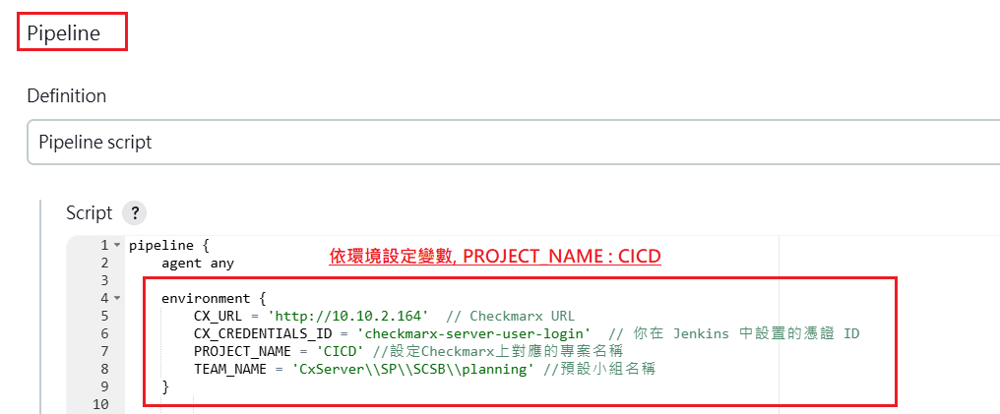 Pipeline
Definition
Pipeline script
Script ?
1 pipeline {
依環境設定變數, PROJECT_NAME : CICD
2     agent any
3
4     environment {
5         CX_URL = 'http://10.10.2.164'  // Checkmarx URL
6         CX_CREDENTIALS_ID = 'checkmarx-server-user-login'  // 你在 Jenkins 中設置的憑證 ID
7         PROJECT_NAME = 'CICD' //設定Checkmarx上對應的專案名稱
8         TEAM_NAME = 'CxServer\\SP\\SCSB\\planning' //預設小組名稱
9     }
10